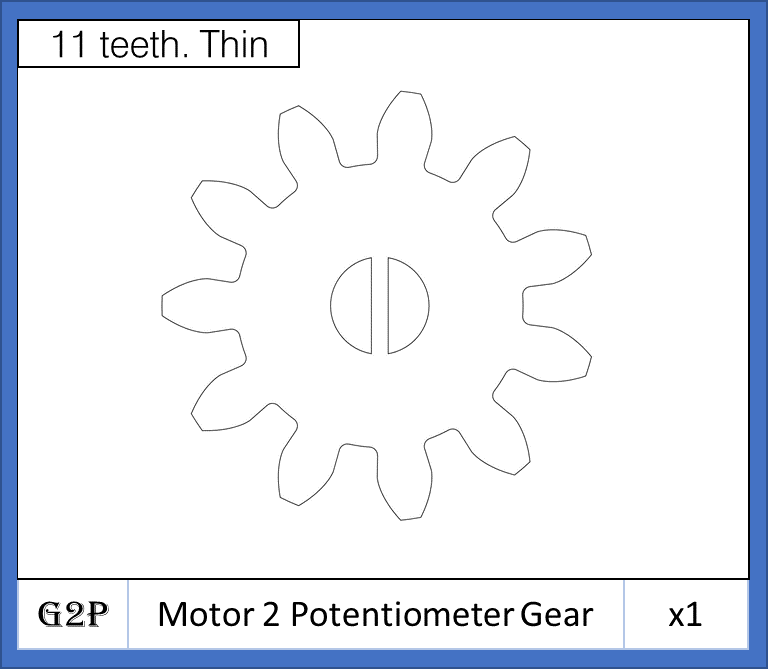 11 teeth. Thin
G2P
Motor 2 Potentiometer Gear
x1